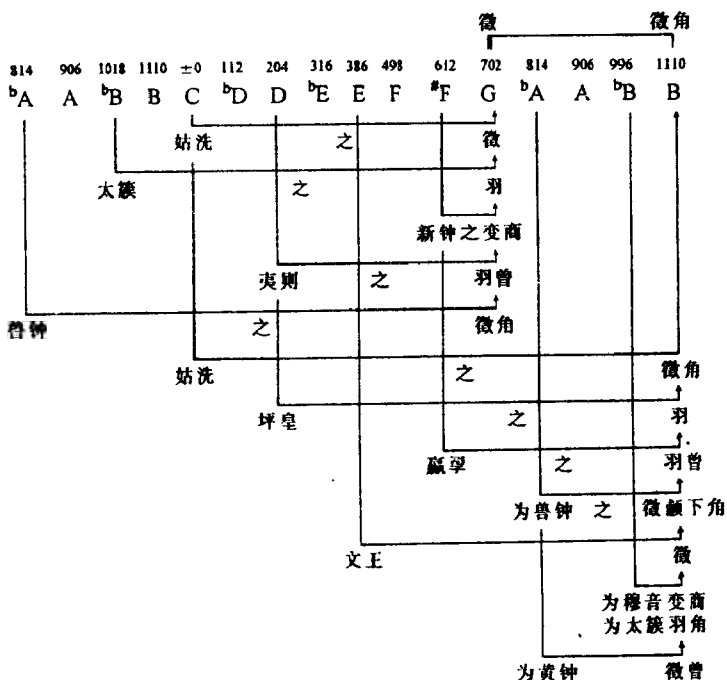 徵 徵角
814 906 1018 1110 ±0 112 204 316 386 498 612 702 814 906 996 1110
ᵇA A ᵇB B C ᵇD D ᵇE E F #F G ᵇA A ᵇB B
姑洗 之 徵
太簇 之 羽
新钟之变商
夷则 之 羽曾
兽钟 之 徵角
姑洗 之 徵角
坪皇 之 羽
嬴孠 之 羽曾
为兽钟 之 徵顄下角
文王 徵
为穆音变商
为太簇羽角
为黄钟 徵曾